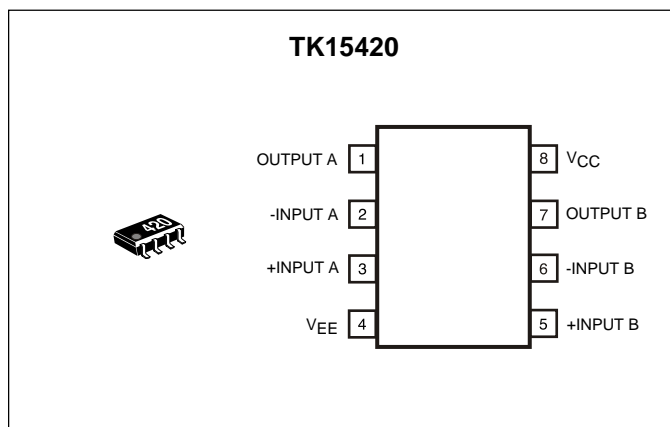 TK15420
OUTPUT A 1
8 VCC
-INPUT A 2
7 OUTPUT B
420
+INPUT A 3
6 -INPUT B
VEE 4
5 +INPUT B